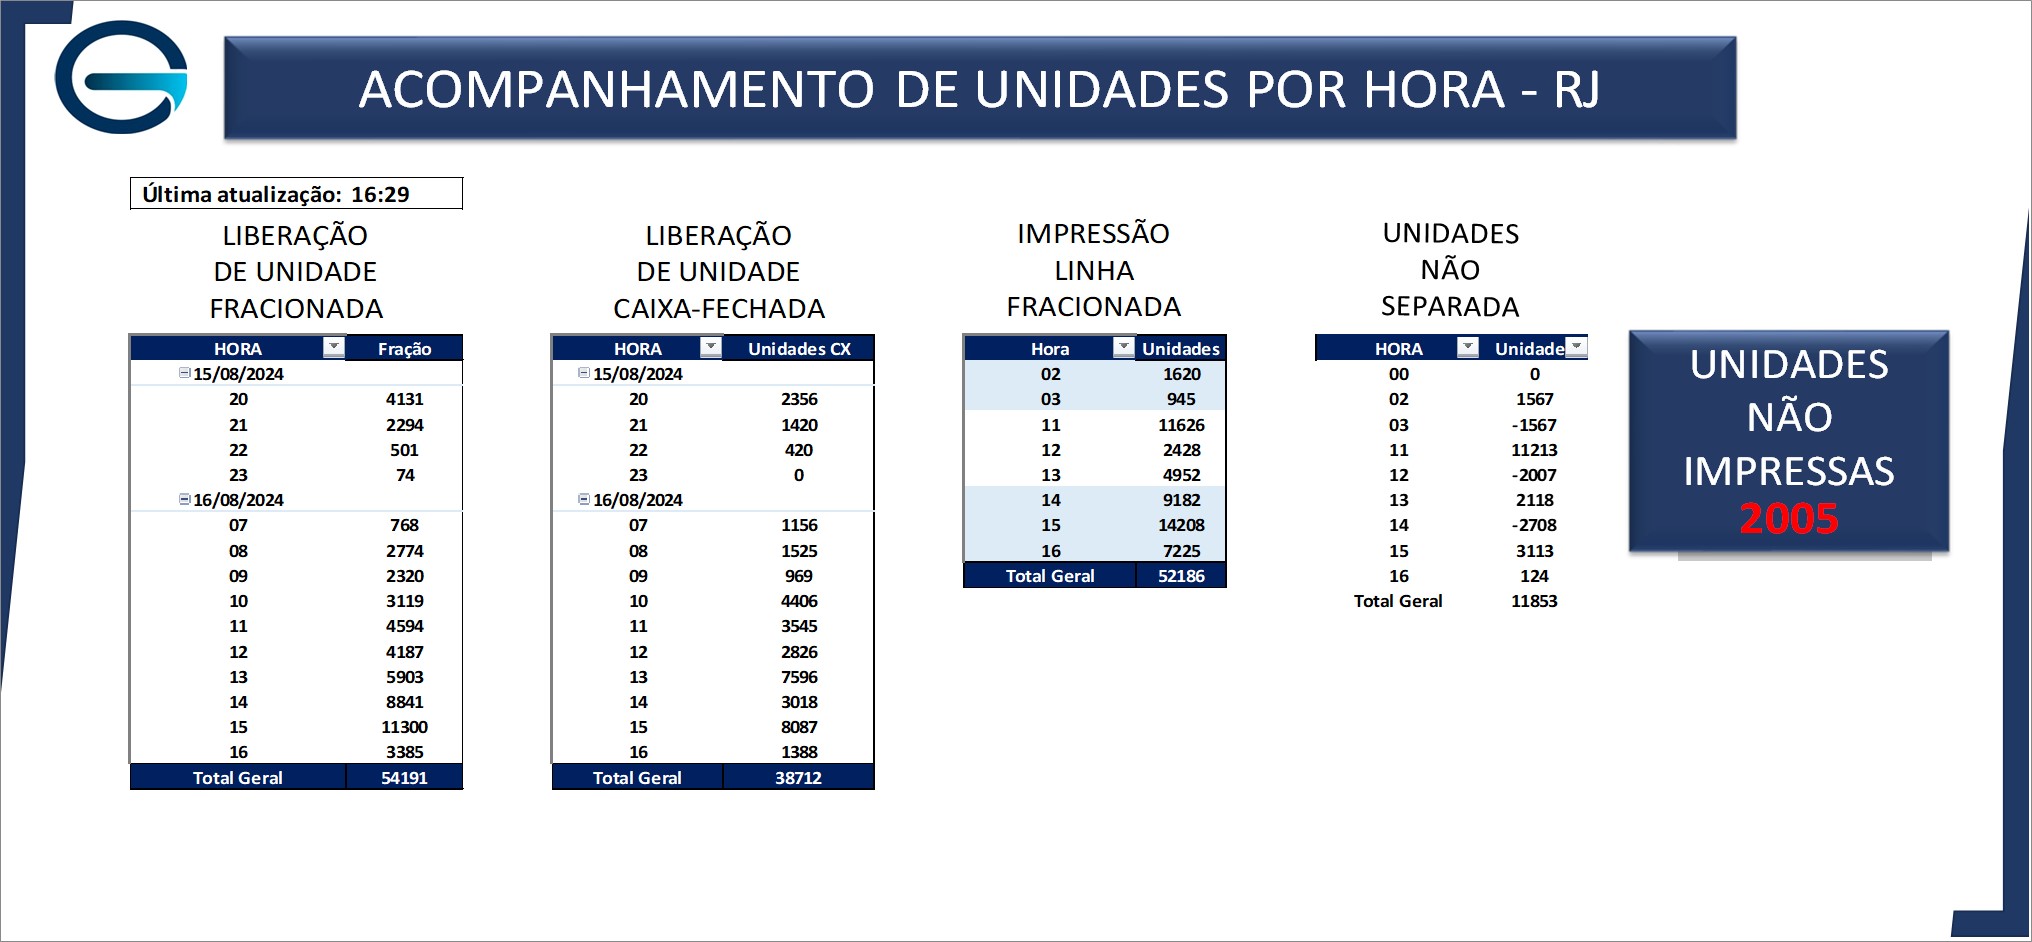 ACOMPANHAMENTO DE UNIDADES POR HORA - RJ
Última atualização: 16:29
LIBERAÇÃO
DE UNIDADE
FRACIONADA
HORA Fração
15/08/2024
20 4131
21 2294
22 501
23 74
16/08/2024
07 768
08 2774
09 2320
10 3119
11 4594
12 4187
13 5903
14 8841
15 11300
16 3385
Total Geral 54191
LIBERAÇÃO
DE UNIDADE
CAIXA-FECHADA
HORA Unidades CX
15/08/2024
20 2356
21 1420
22 420
23 0
16/08/2024
07 1156
08 1525
09 969
10 4406
11 3545
12 2826
13 7596
14 3018
15 8087
16 1388
Total Geral 38712
IMPRESSÃO
LINHA
FRACIONADA
Hora Unidades
02 1620
03 945
11 11626
12 2428
13 4952
14 9182
15 14208
16 7225
Total Geral 52186
UNIDADES
NÃO
SEPARADA
HORA Unidade
00 0
02 1567
03 -1567
11 11213
12 -2007
13 2118
14 -2708
15 3113
16 124
Total Geral 11853
UNIDADES
NÃO
IMPRESSAS
2005